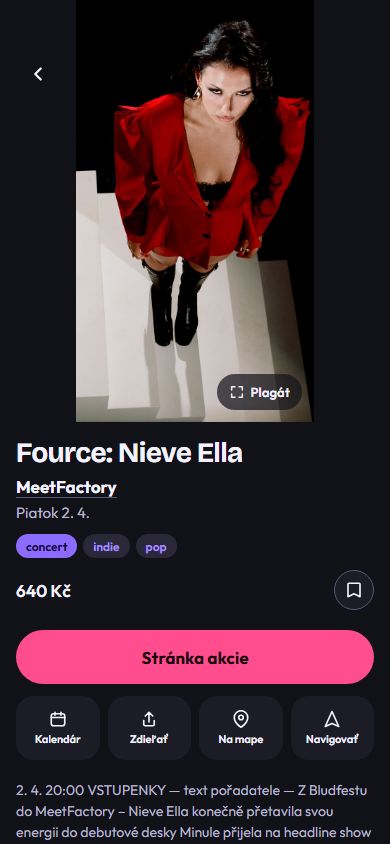 Plagát
Fource: Nieve Ella
MeetFactory
Piatok 2. 4.
concert indie pop
640 Kč
Stránka akcie
Kalendár Zdieľať Na mape Navigovať
2. 4. 20:00 VSTUPENKY — text pořadatele — Z Bludfestu
do MeetFactory – Nieve Ella konečně přetavila svou
energii do debutové desky Minule přijela na headline show